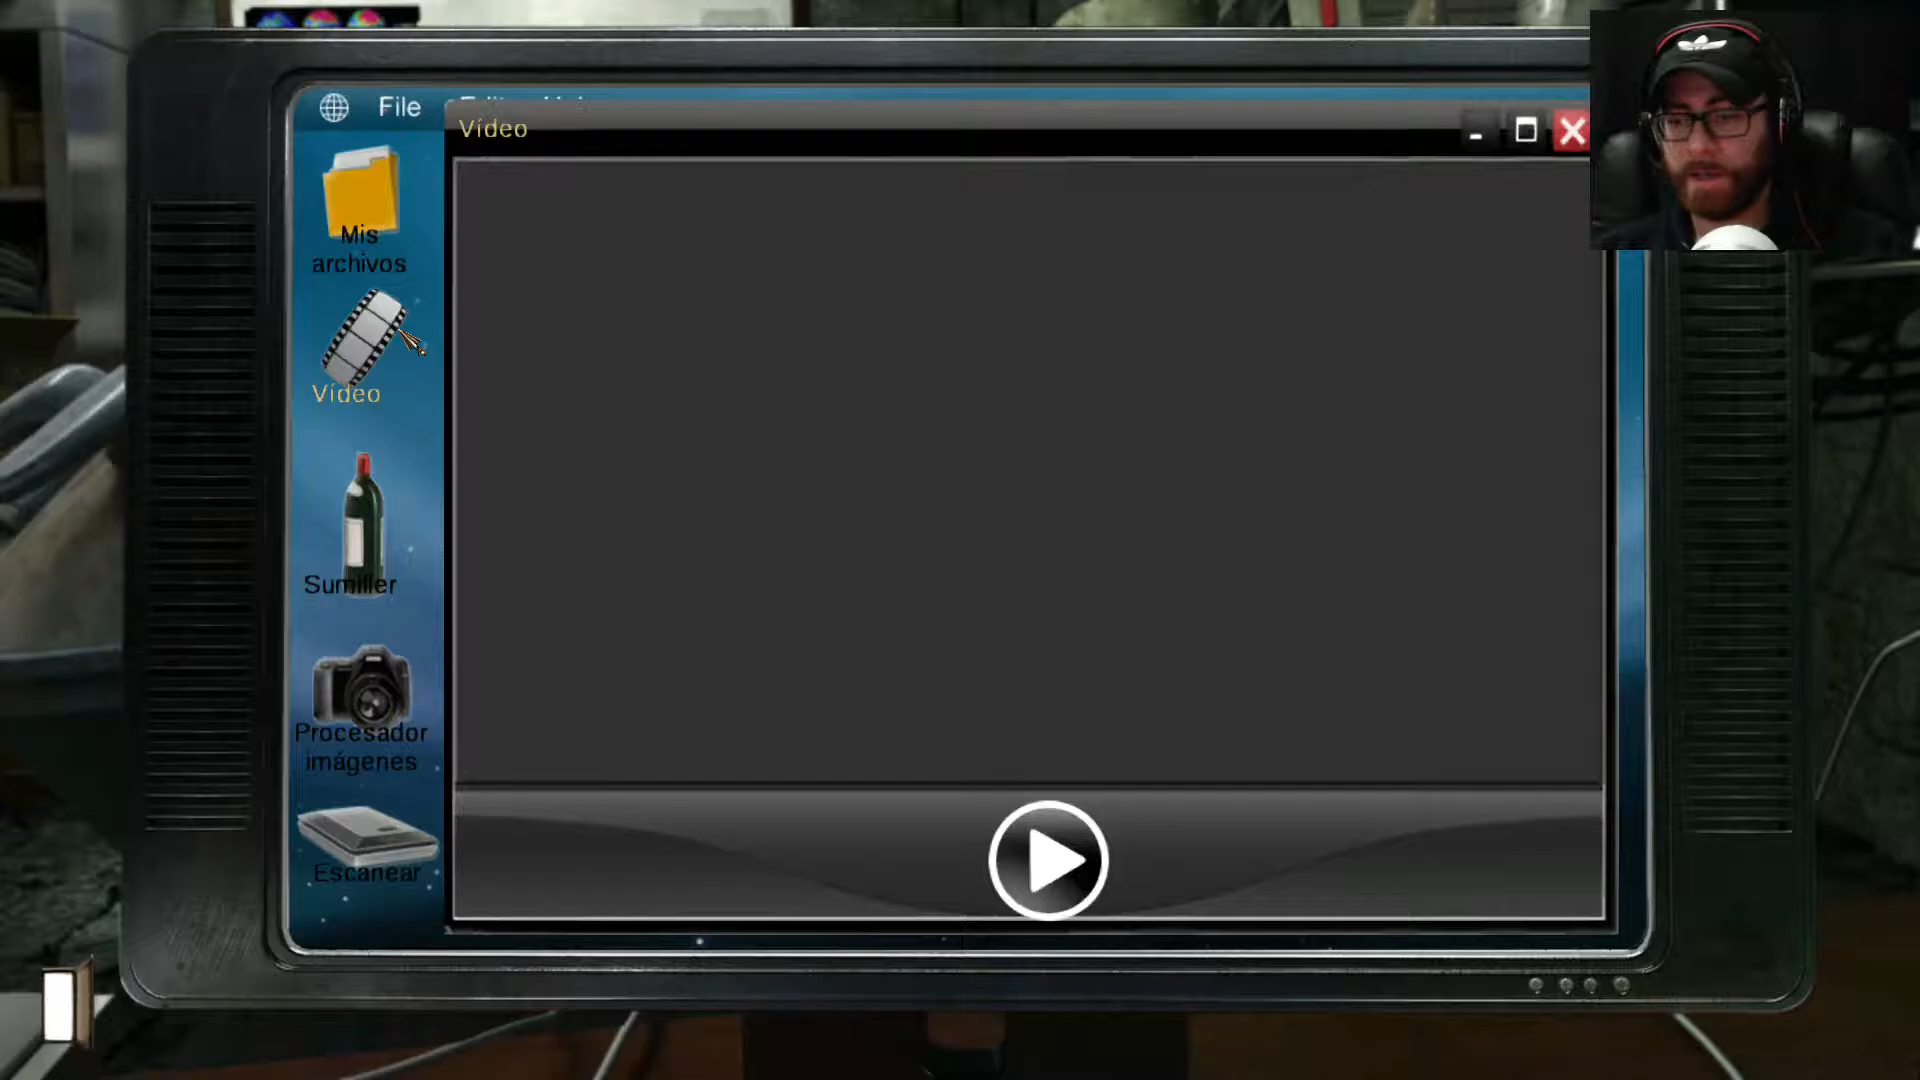 File
Vídeo
Mis
archivos
Vídeo
Sumiller
Procesador
imágenes
Escanear